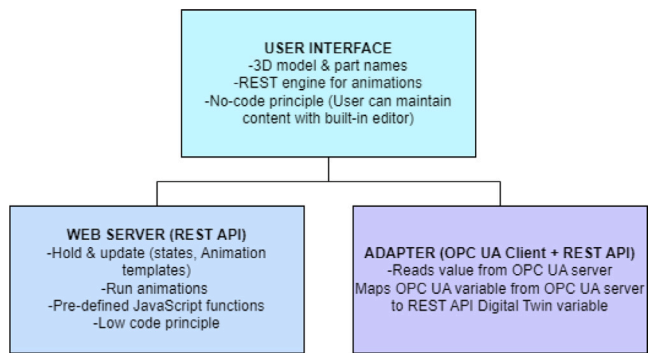 USER INTERFACE
-3D model & part names
-REST engine for animations
-No-code principle (User can maintain
content with built-in editor)
WEB SERVER (REST API)
-Hold & update (states, Animation
templates)
-Run animations
-Pre-defined JavaScript functions
-Low code principle
ADAPTER (OPC UA Client + REST API)
-Reads value from OPC UA server
Maps OPC UA variable from OPC UA server
to REST API Digital Twin variable